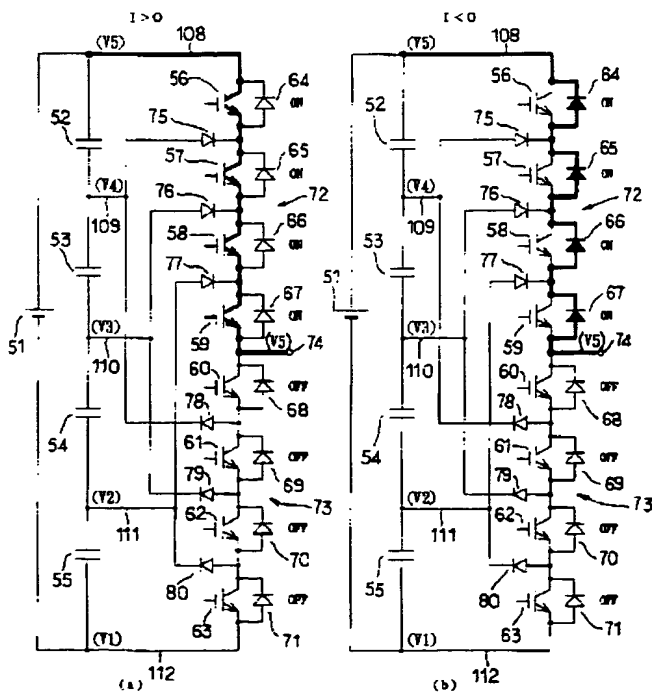 I > 0
(V5)
108
56
64
ON
52
75
57
65
ON
(V4)
76
72
109
66
ON
53
58
77
67
ON
51
(V3)
59
(V5)
74
110
60
OFF
78
68
54
61
OFF
79
69
(V2)
73
111
62
OFF
70
55
80
OFF
63
71
(V1)
112
(a)
I < 0
(V5)
108
56
64
ON
52
75
57
65
ON
(V4)
76
72
109
66
ON
53
58
77
67
ON
51
(V3)
59
(V5)
74
110
60
OFF
78
68
54
61
OFF
79
69
(V2)
73
111
62
OFF
70
55
80
OFF
63
71
(V1)
112
(b)